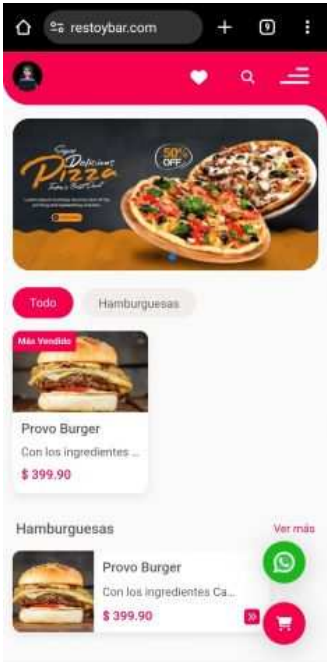 restoybar.com
9
Super
Delicious
Pizza
50%
OFF
Todo
Hamburguesas
Más Vendido
Provo Burger
Con los ingredientes ...
$ 399.90
Hamburguesas
Ver más
Provo Burger
Con los ingredientes Ca...
$ 399.90